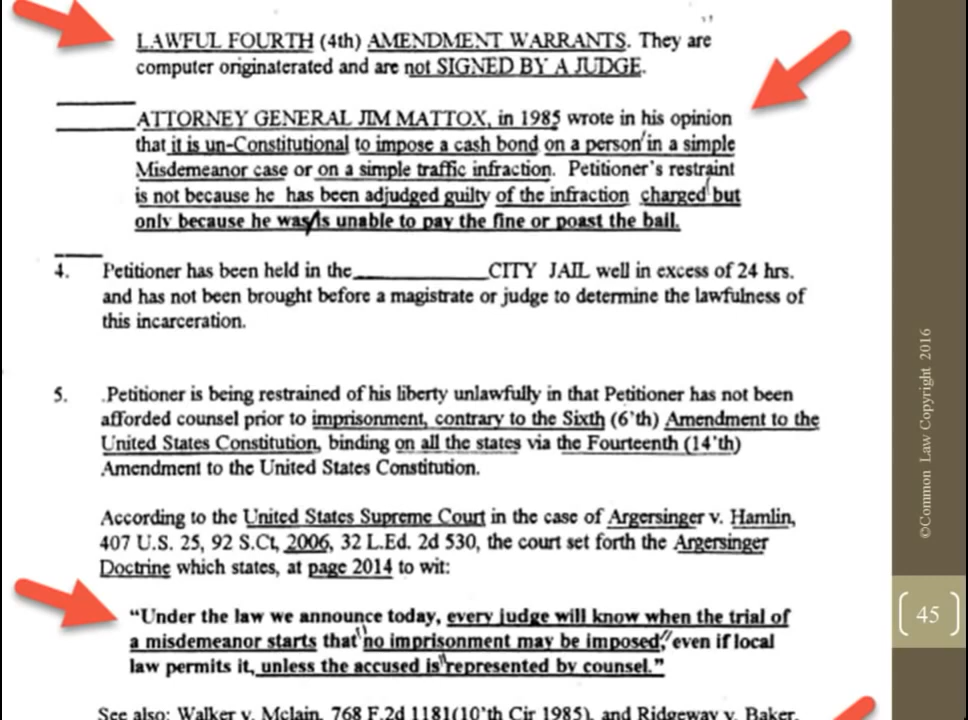 LAWFUL FOURTH (4th) AMENDMENT WARRANTS. They are
computer originaterated and are not SIGNED BY A JUDGE.
ATTORNEY GENERAL JIM MATTOX, in 1985 wrote in his opinion
that it is un-Constitutional to impose a cash bond on a person in a simple
Misdemeanor case or on a simple traffic infraction. Petitioner's restraint
is not because he has been adjudged guilty of the infraction charged but
only because he was/is unable to pay the fine or poast the bail.
4. Petitioner has been held in the__________CITY JAIL well in excess of 24 hrs.
and has not been brought before a magistrate or judge to determine the lawfulness of
this incarceration.
5. .Petitioner is being restrained of his liberty unlawfully in that Petitioner has not been
afforded counsel prior to imprisonment, contrary to the Sixth (6'th) Amendment to the
United States Constitution, binding on all the states via the Fourteenth (14'th)
Amendment to the United States Constitution.
According to the United States Supreme Court in the case of Argersinger v. Hamlin,
407 U.S. 25, 92 S.Ct, 2006, 32 L.Ed. 2d 530, the court set forth the Argersinger
Doctrine which states, at page 2014 to wit:
"Under the law we announce today, every judge will know when the trial of
a misdemeanor starts that "no imprisonment may be imposed," even if local
law permits it, unless the accused is "represented by counsel."
See also: Walker v. Mclain, 768 F.2d 1181(10'th Cir 1985), and Ridgeway v. Baker,
©Common Law Copyright 2016
45